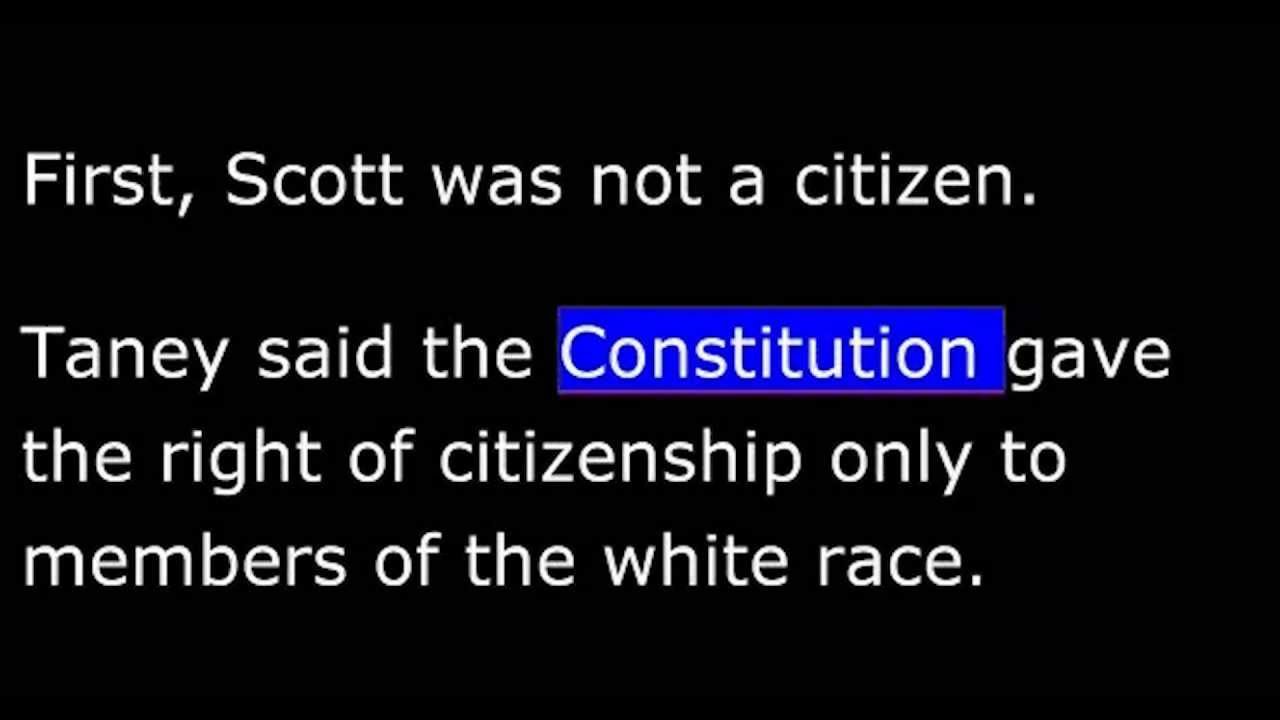 First, Scott was not a citizen.
Taney said the Constitution gave
the right of citizenship only to
members of the white race.